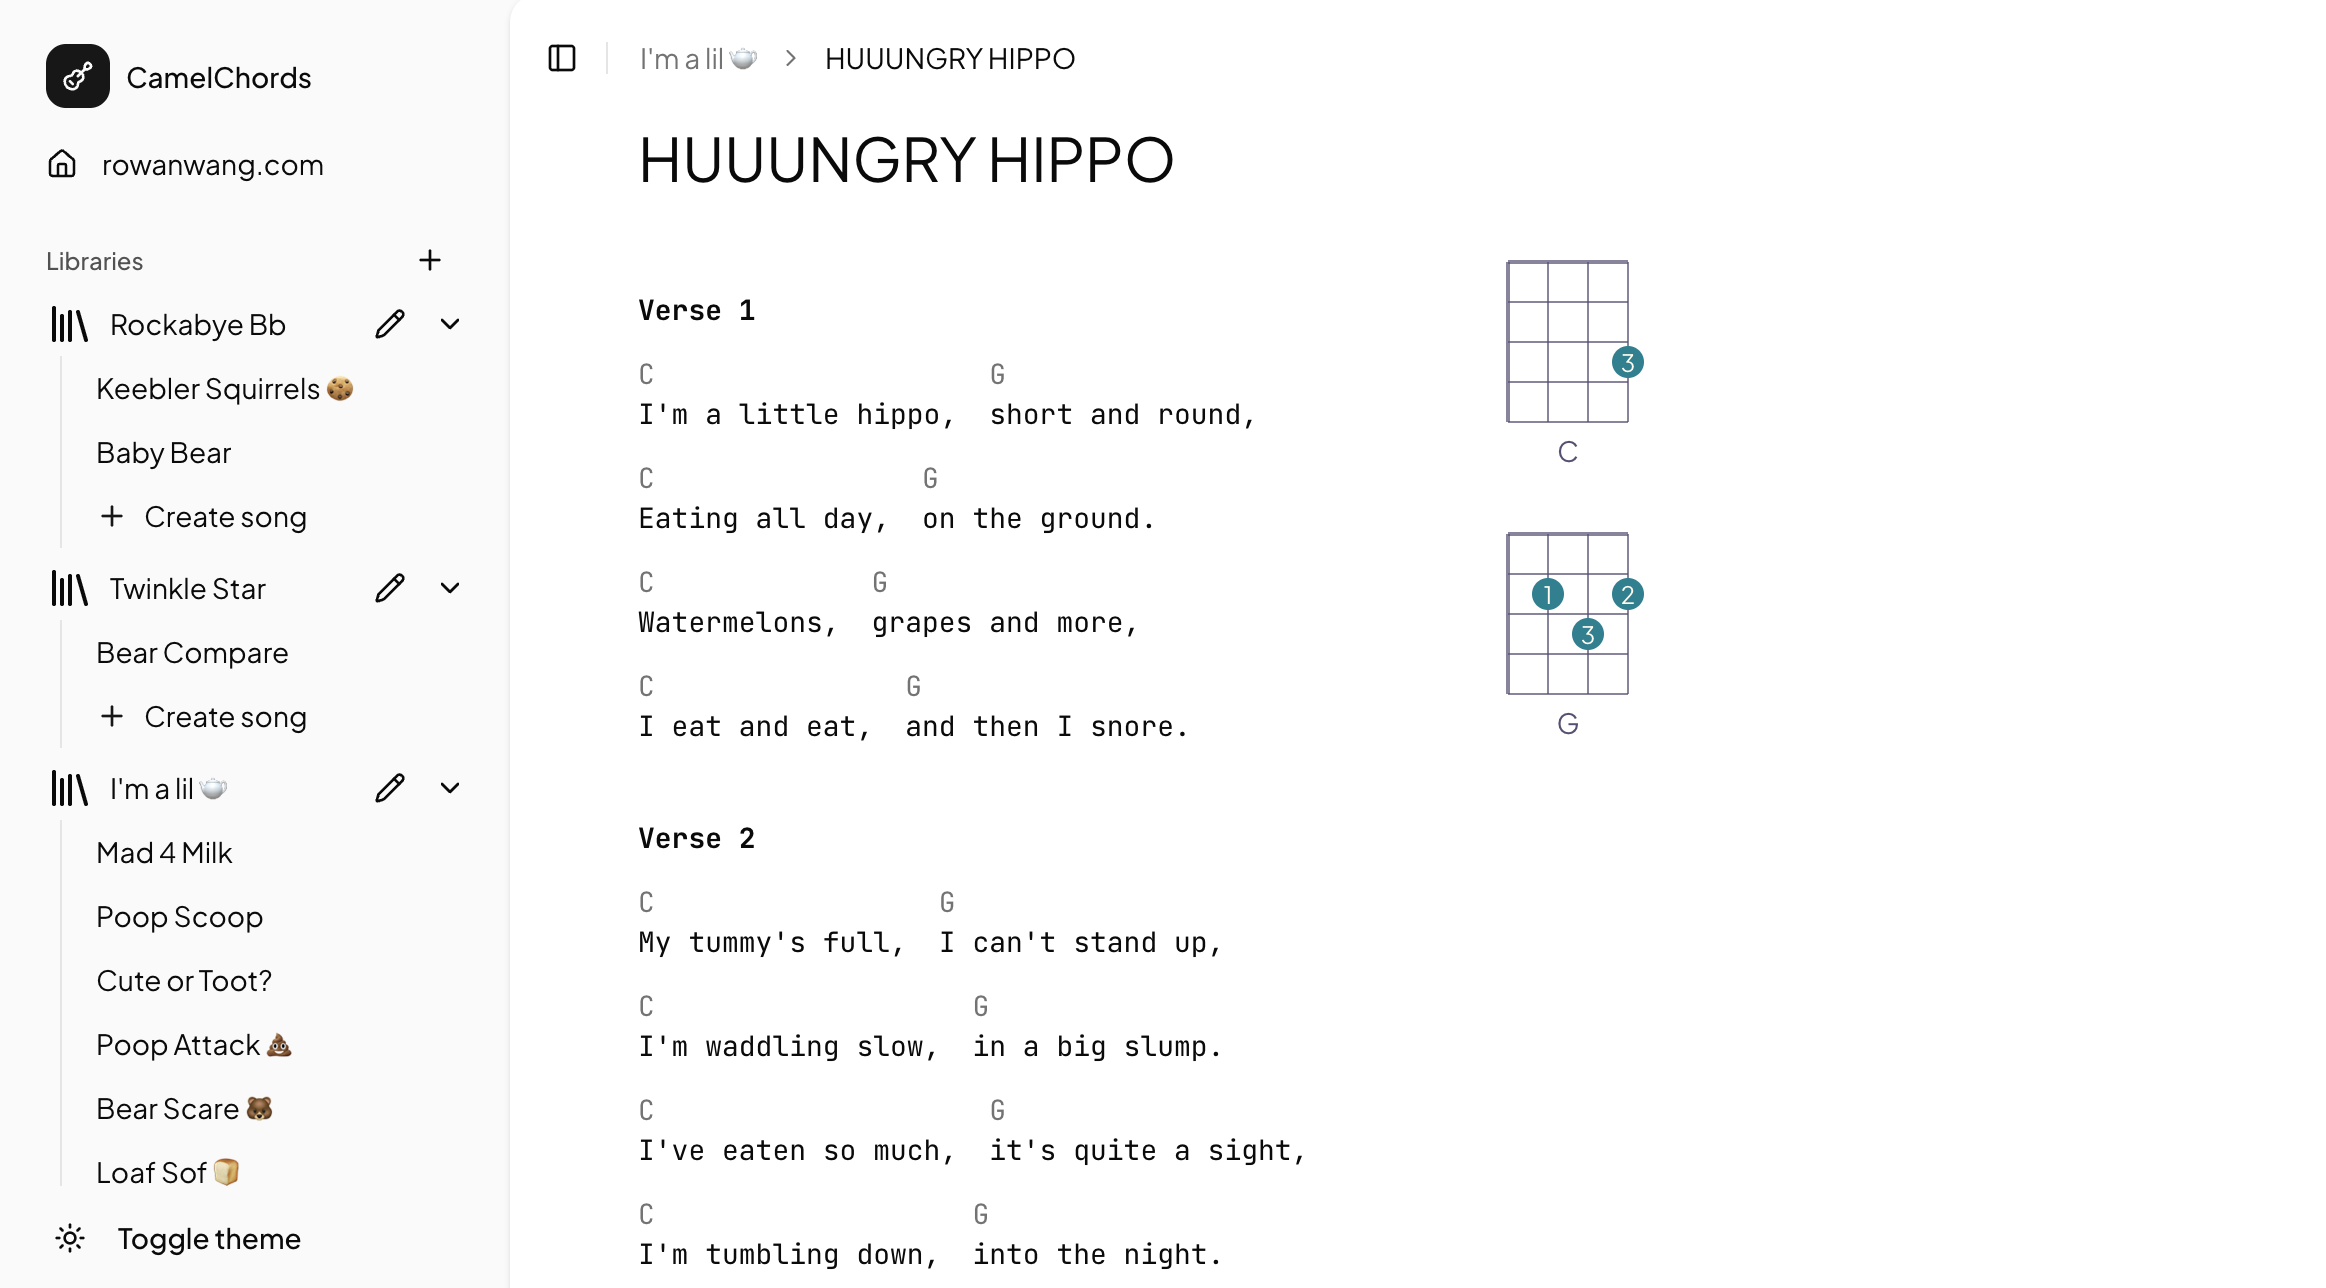 CamelChords
rowanwang.com
Libraries
Rockabye Bb
Keebler Squirrels 🍪
Baby Bear
Create song
Twinkle Star
Bear Compare
Create song
I'm a lil 🫖
Mad 4 Milk
Poop Scoop
Cute or Toot?
Poop Attack 💩
Bear Scare 🐻
Loaf Sof 🍞
Toggle theme
I'm a lil 🫖 > HUUUNGRY HIPPO
HUUUNGRY HIPPO
Verse 1
C G
I'm a little hippo, short and round,
C G
Eating all day, on the ground.
C G
Watermelons, grapes and more,
C G
I eat and eat, and then I snore.
Verse 2
C G
My tummy's full, I can't stand up,
C G
I'm waddling slow, in a big slump.
C G
I've eaten so much, it's quite a sight,
C G
I'm tumbling down, into the night.
3
C
1 2
3
G